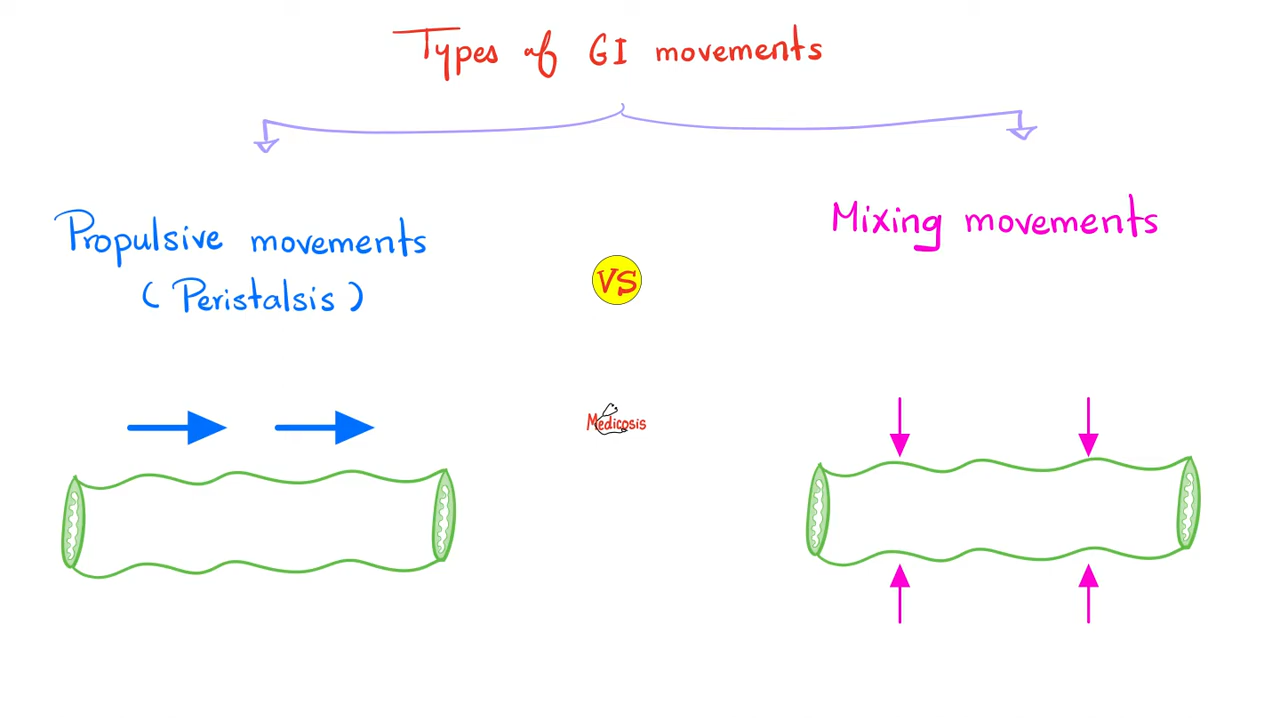 Types of GI movements
Propulsive movements
(Peristalsis)
VS
Mixing movements
Medicosis